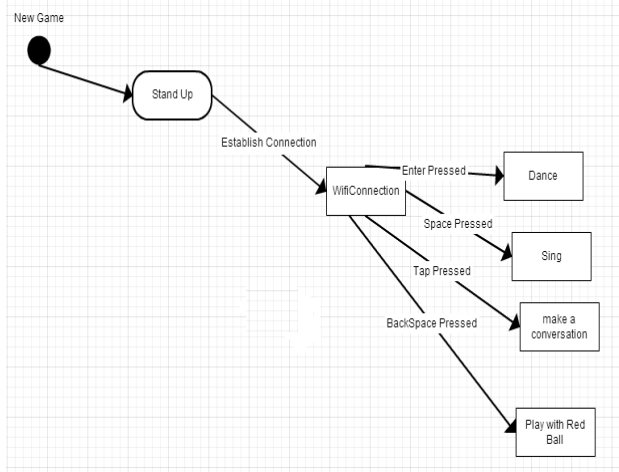 New Game
Stand Up
Establish Connection
WifiConnection
Enter Pressed
Dance
Space Pressed
Sing
Tap Pressed
make a
conversation
BackSpace Pressed
Play with Red
Ball